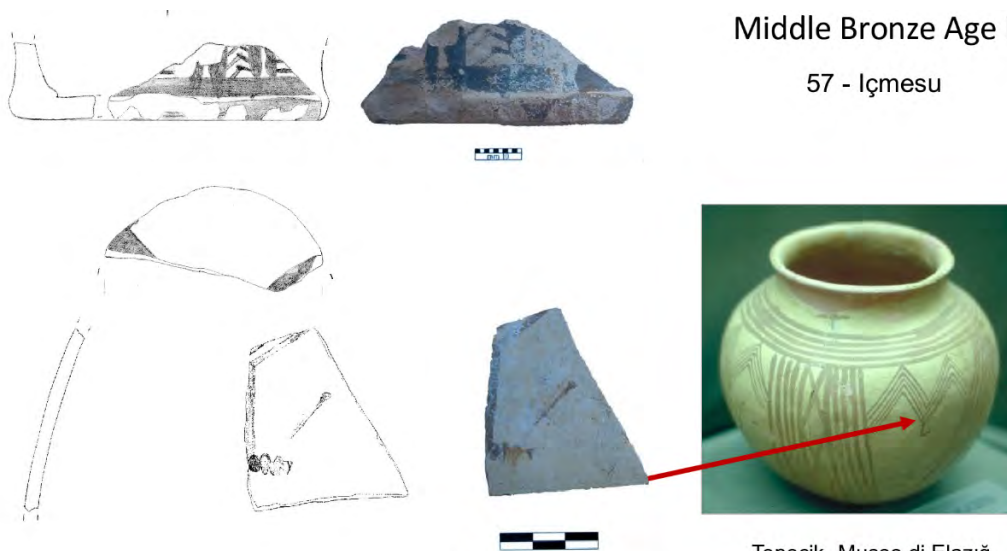 Middle Bronze Age
57 - Içmesu
Tepecik- Museo di Elazığ